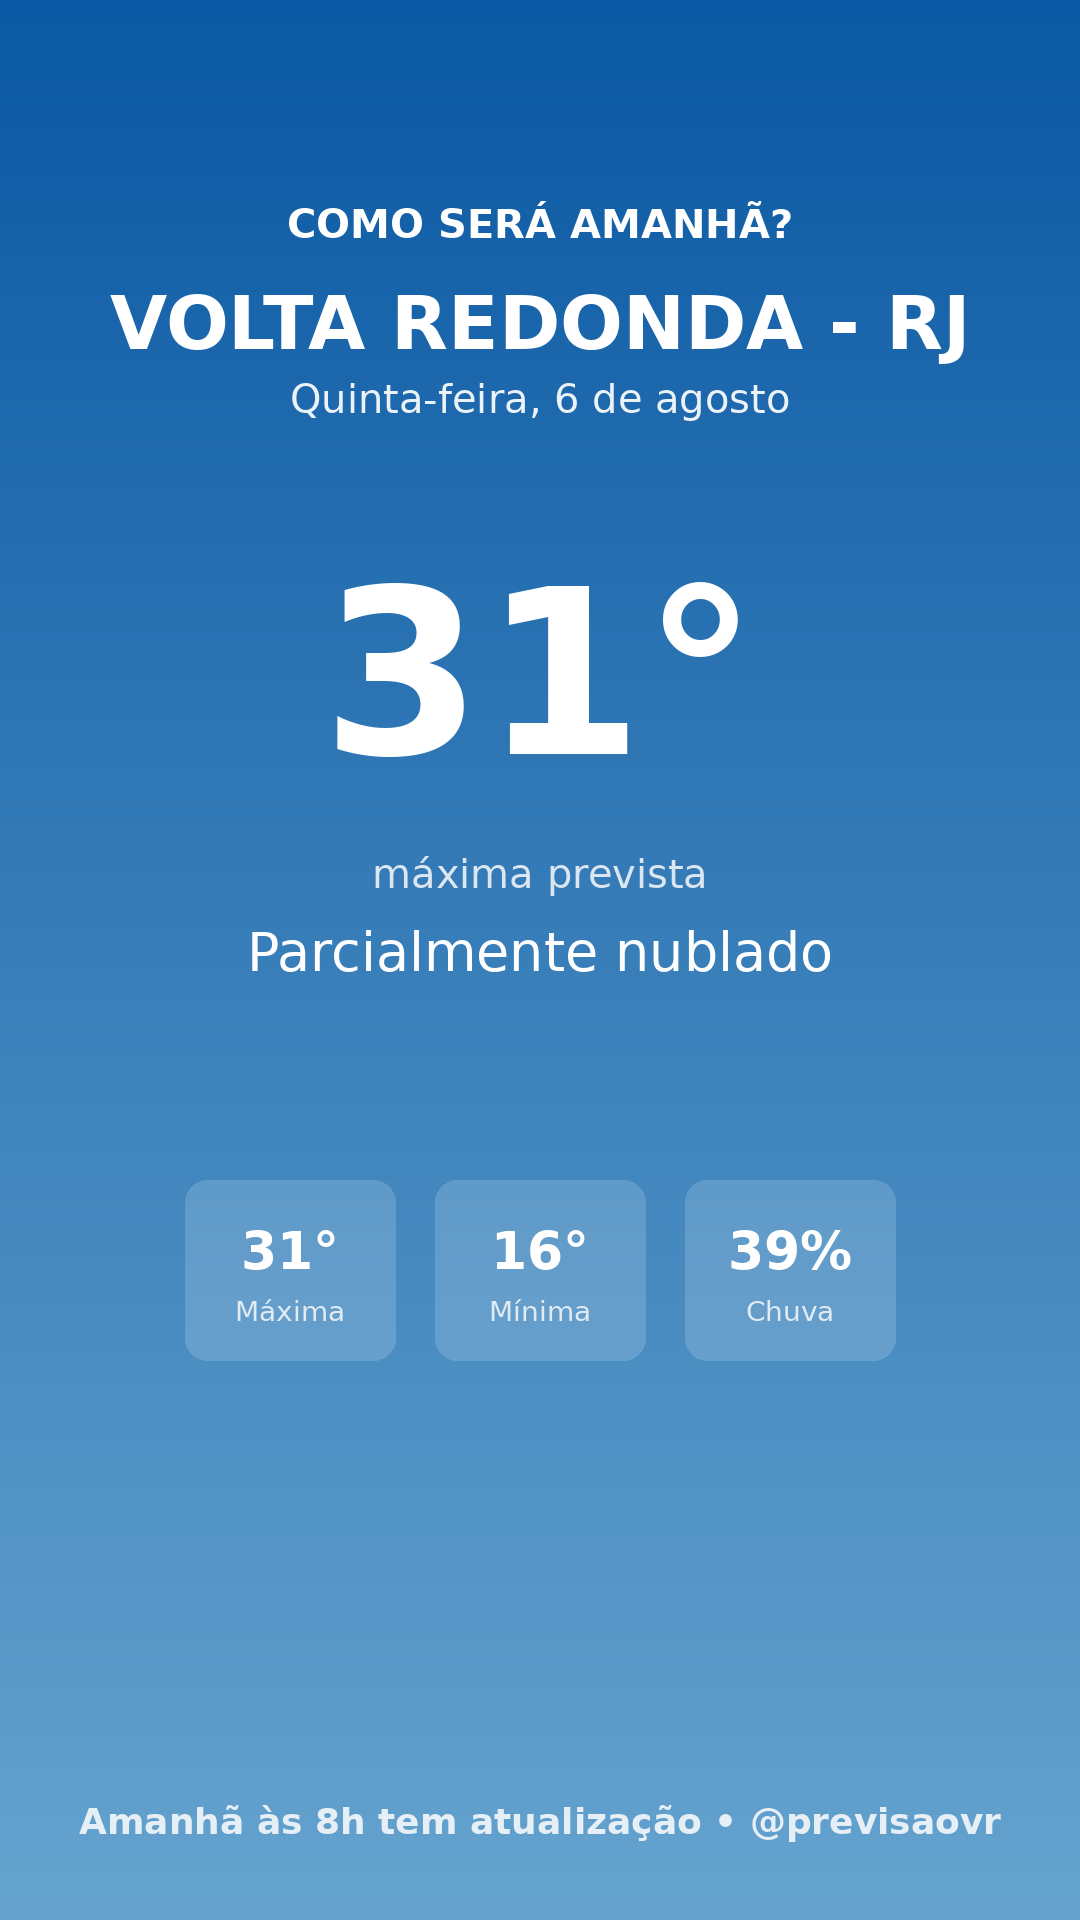 COMO SERÁ AMANHÃ?
VOLTA REDONDA - RJ
Quinta-feira, 6 de agosto
31°
máxima prevista
Parcialmente nublado
31° 16° 39%
Máxima Mínima Chuva
Amanhã às 8h tem atualização • @previsaovr